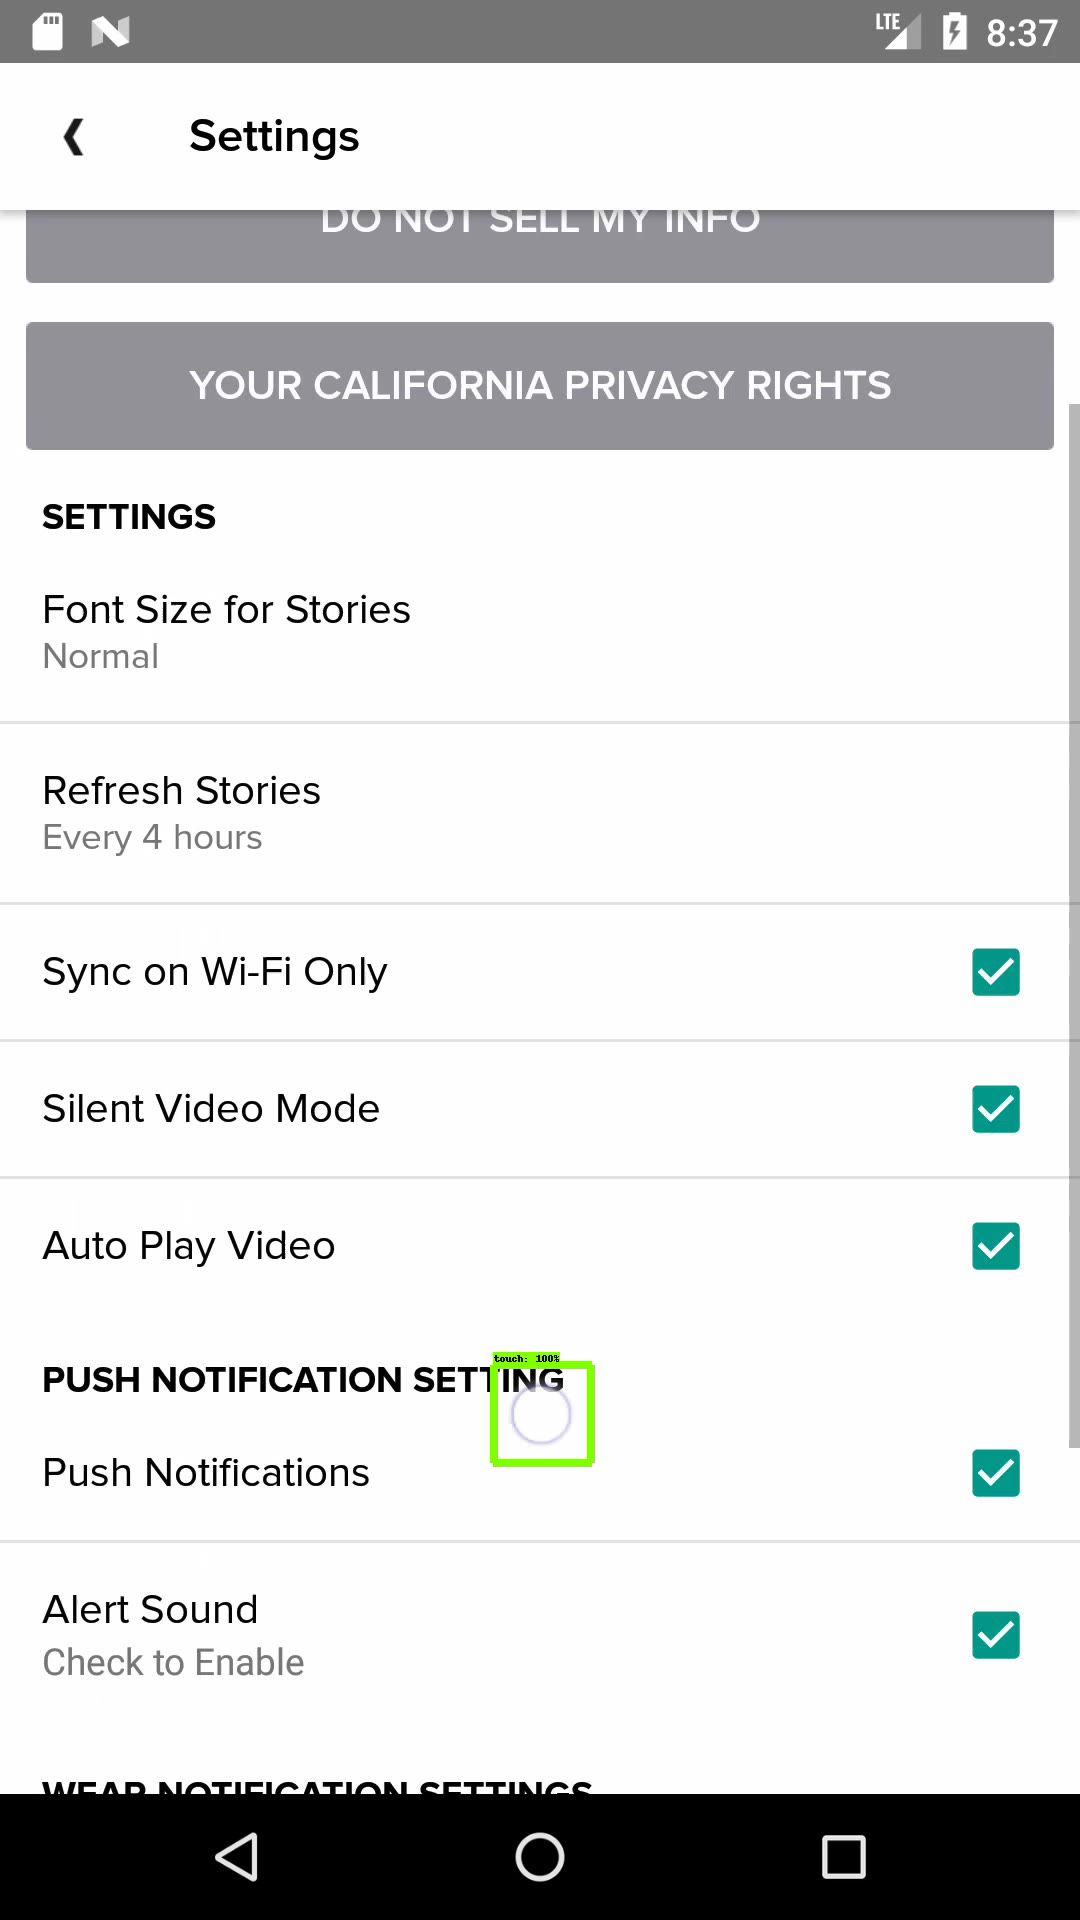 LTE 8:37
Settings
DO NOT SELL MY INFO
YOUR CALIFORNIA PRIVACY RIGHTS
SETTINGS
Font Size for Stories
Normal
Refresh Stories
Every 4 hours
Sync on Wi-Fi Only
Silent Video Mode
Auto Play Video
touch: 100%
PUSH NOTIFICATION SETTING
Push Notifications
Alert Sound
Check to Enable
WEAR NOTIFICATION SETTINGS